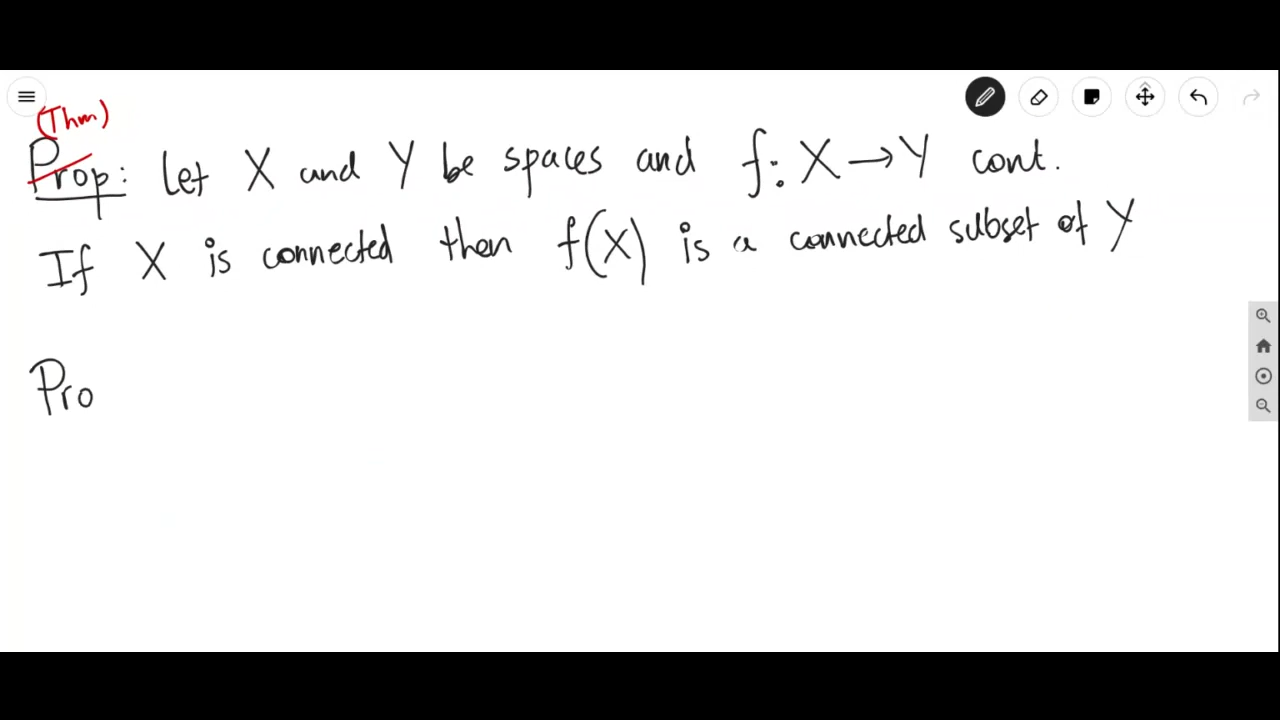 (Thm)
Prop: Let X and Y be spaces and f: X → Y cont.
If X is connected then f(X) is a connected subset of Y
Pro